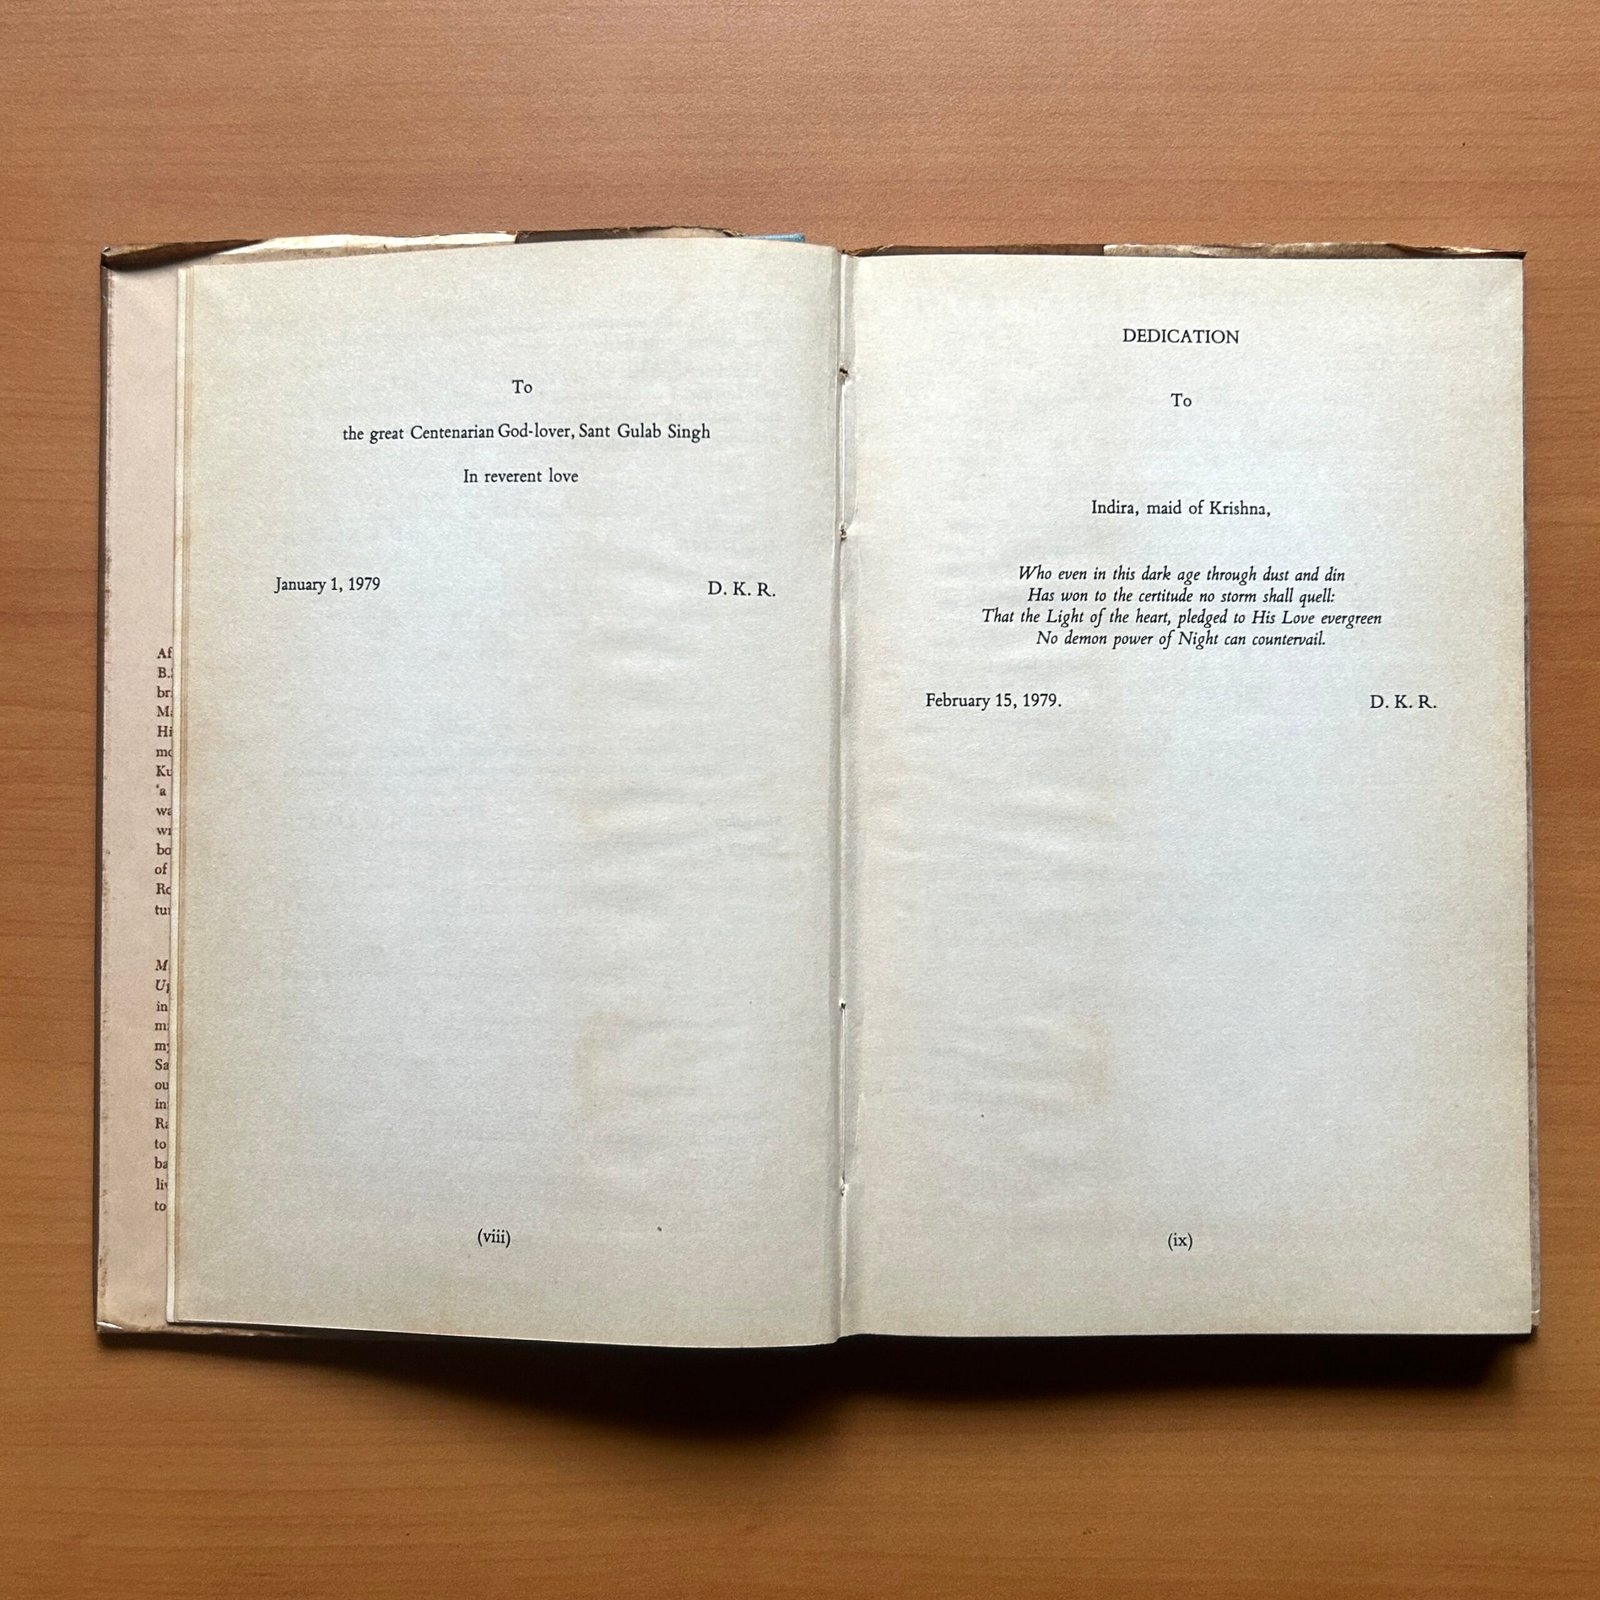 To
the great Centenarian God-lover, Sant Gulab Singh
In reverent love
January 1, 1979 D. K. R.
(viii)
DEDICATION
To
Indira, maid of Krishna,
Who even in this dark age through dust and din
Has won to the certitude no storm shall quell:
That the Light of the heart, pledged to His Love evergreen
No demon power of Night can countervail.
February 15, 1979. D. K. R.
(ix)